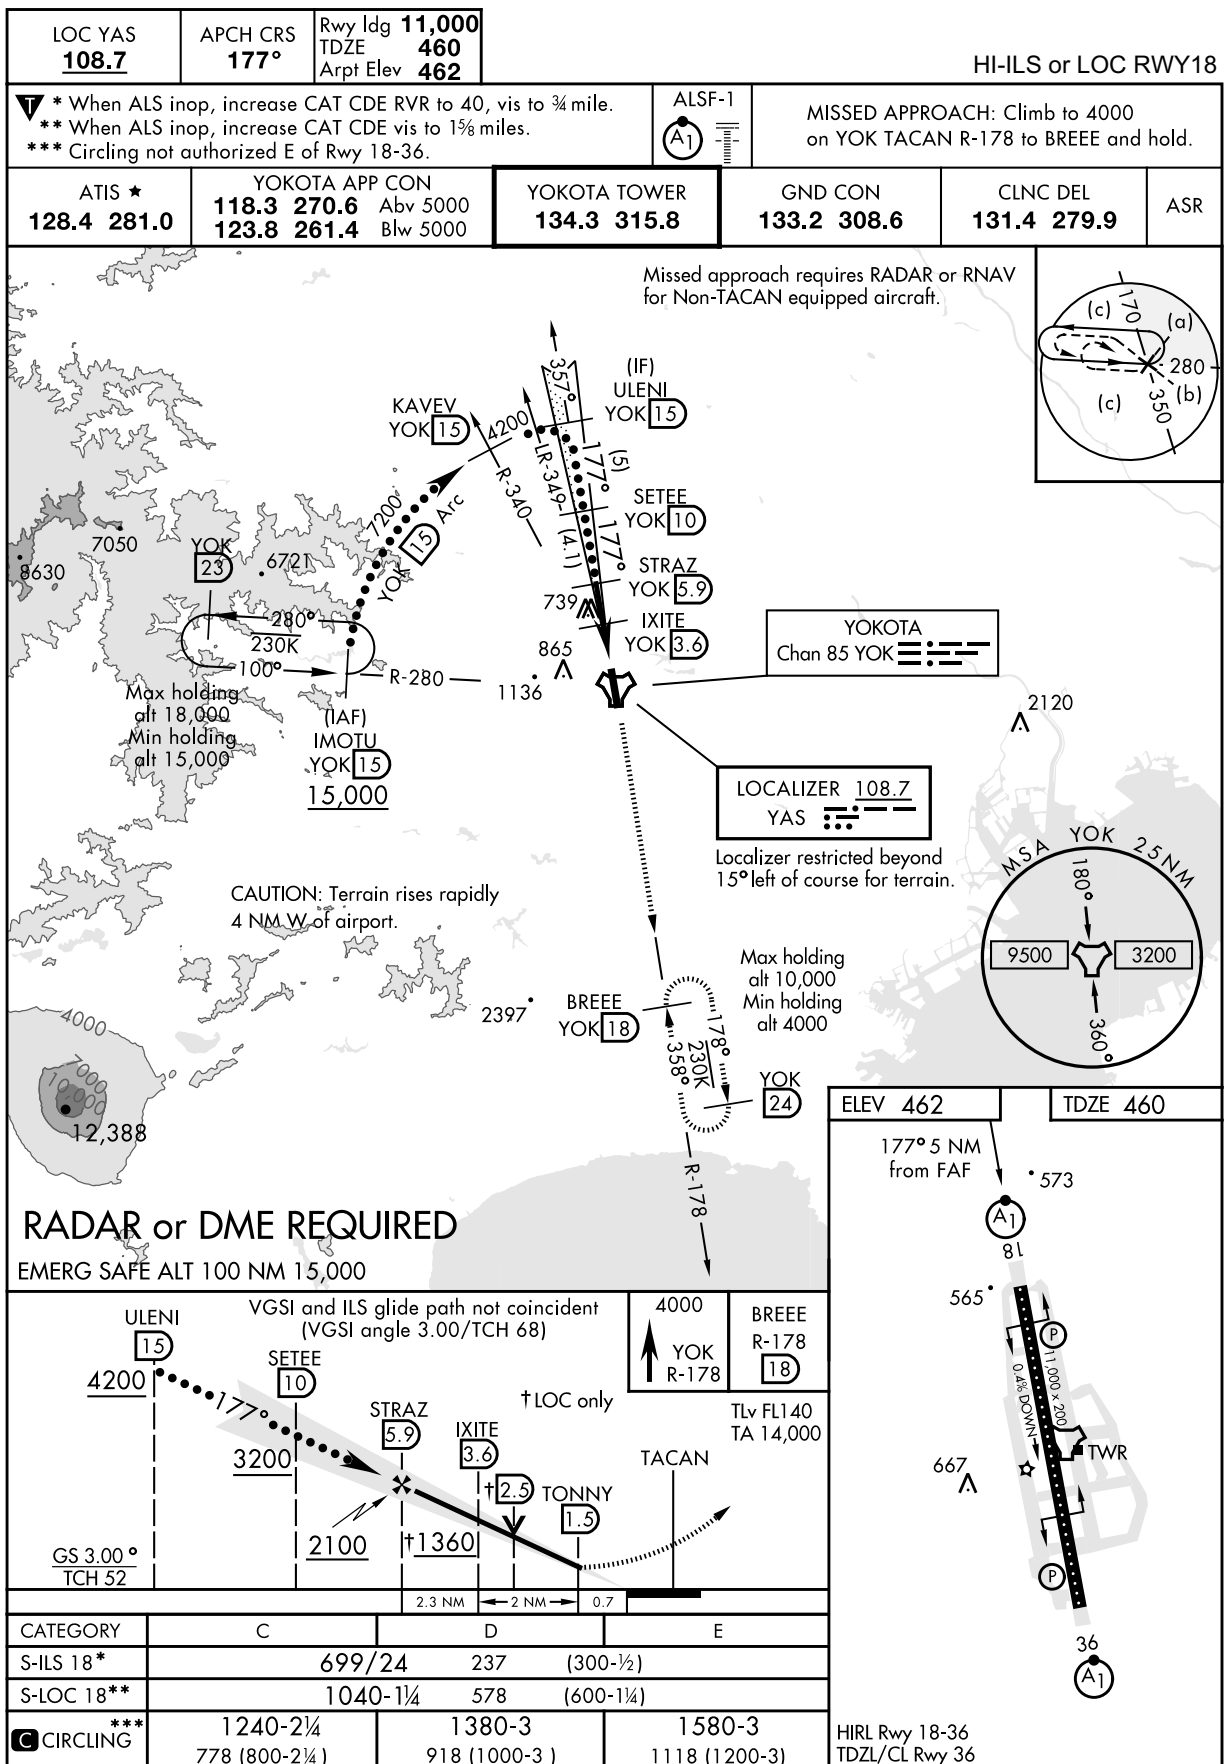 LOC YAS
108.7
APCH CRS
177°
Rwy ldg 11,000
TDZE 460
Arpt Elev 462
HI-ILS or LOC RWY18
T * When ALS inop, increase CAT CDE RVR to 40, vis to ¾ mile.
** When ALS inop, increase CAT CDE vis to 1⅝ miles.
*** Circling not authorized E of Rwy 18-36.
ALSF-1
A1
MISSED APPROACH: Climb to 4000
on YOK TACAN R-178 to BREEE and hold.
ATIS ★
128.4 281.0
YOKOTA APP CON
118.3 270.6 Abv 5000
123.8 261.4 Blw 5000
YOKOTA TOWER
134.3 315.8
GND CON
133.2 308.6
CLNC DEL
131.4 279.9
ASR
Missed approach requires RADAR or RNAV
for Non-TACAN equipped aircraft.
(c)
170
(a)
280
(b)
350
(c)
357°
(IF)
ULENI
YOK 15
KAVEV
YOK 15
4200
LR-349
R-340
177°
(5)
(4.1)
SETEE
YOK 10
177°
STRAZ
YOK 5.9
IXITE
YOK 3.6
7200
YOK 15 Arc
7050
8630
YOK
23
6721
739
865
1136
280°
230K
100°
R-280
Max holding
alt 18,000
Min holding
alt 15,000
(IAF)
IMOTU
YOK 15
15,000
YOKOTA
Chan 85 YOK
2120
LOCALIZER 108.7
YAS
Localizer restricted beyond
15° left of course for terrain.
CAUTION: Terrain rises rapidly
4 NM W of airport.
MSA YOK 25NM
180°
9500
3200
360°
Max holding
alt 10,000
Min holding
alt 4000
2397
BREEE
YOK 18
178°
230K
358°
YOK
24
R-178
4000
7000
10,000
12,388
RADAR or DME REQUIRED
EMERG SAFE ALT 100 NM 15,000
ELEV 462
TDZE 460
177° 5 NM
from FAF
573
A1
18
565
P
0.4% DOWN
11,000 x 200
TWR
667
P
36
A1
HIRL Rwy 18-36
TDZL/CL Rwy 36
VGSI and ILS glide path not coincident
(VGSI angle 3.00/TCH 68)
4000
YOK
R-178
BREEE
R-178
18
TLv FL140
TA 14,000
ULENI
15
4200
177°
SETEE
10
3200
STRAZ
5.9
2100
†LOC only
IXITE
3.6
†1360
†2.5
TONNY
1.5
TACAN
GS 3.00°
TCH 52
2.3 NM
2 NM
0.7
CATEGORY C D E
S-ILS 18* 699/24 237 (300-½)
S-LOC 18** 1040-1¼ 578 (600-1¼)
C CIRCLING *** 1240-2¼ 1380-3 1580-3
778 (800-2¼) 918 (1000-3) 1118 (1200-3)